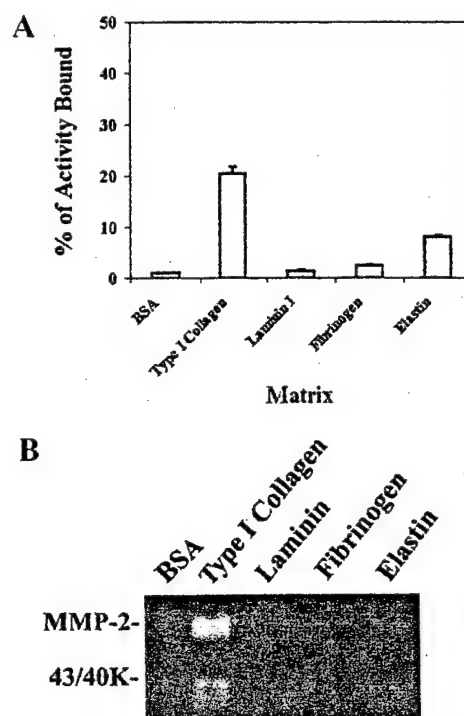 A
% of Activity Bound
50
40
30
20
10
0
BSA
Type I Collagen
Laminin I
Fibrinogen
Elastin
Matrix
B
BSA
Type I Collagen
Laminin
Fibrinogen
Elastin
MMP-2-
43/40K-